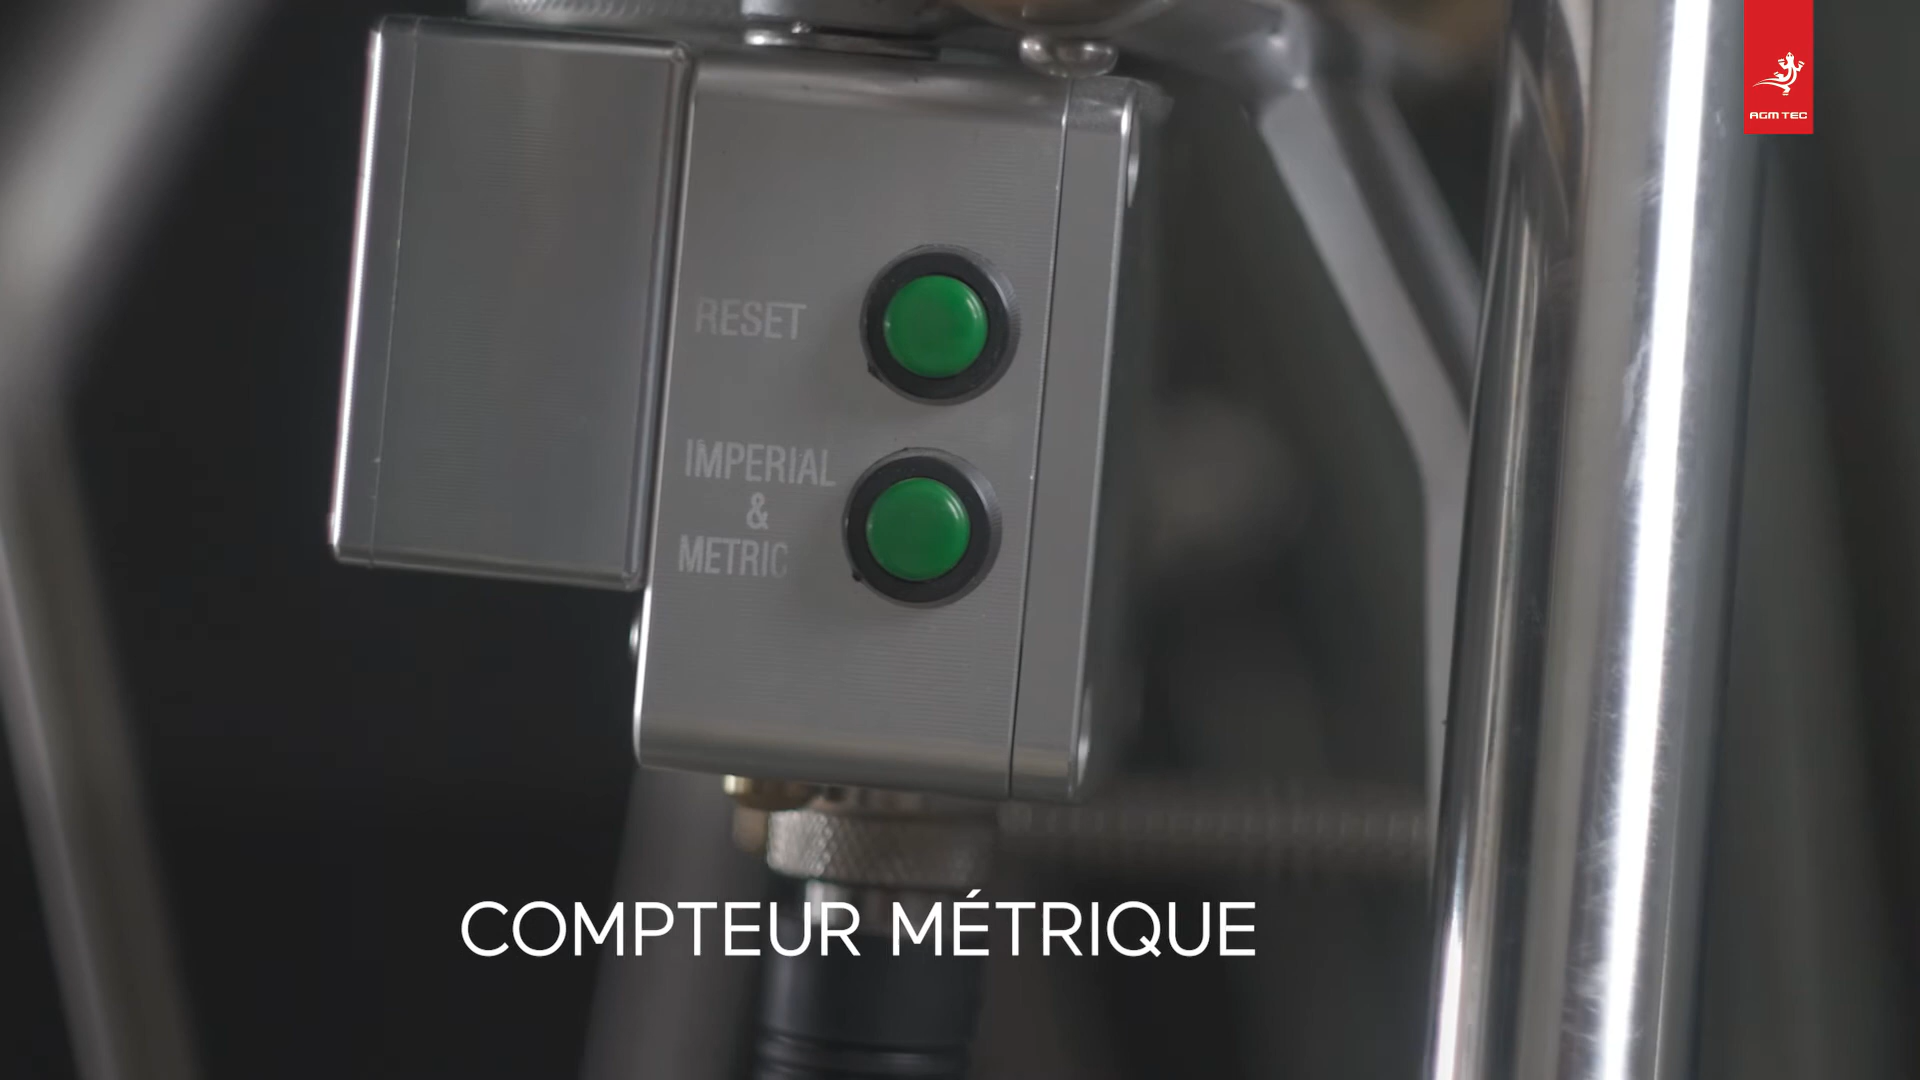 AGM TEC
RESET
IMPERIAL
&
METRIC
COMPTEUR MÉTRIQUE